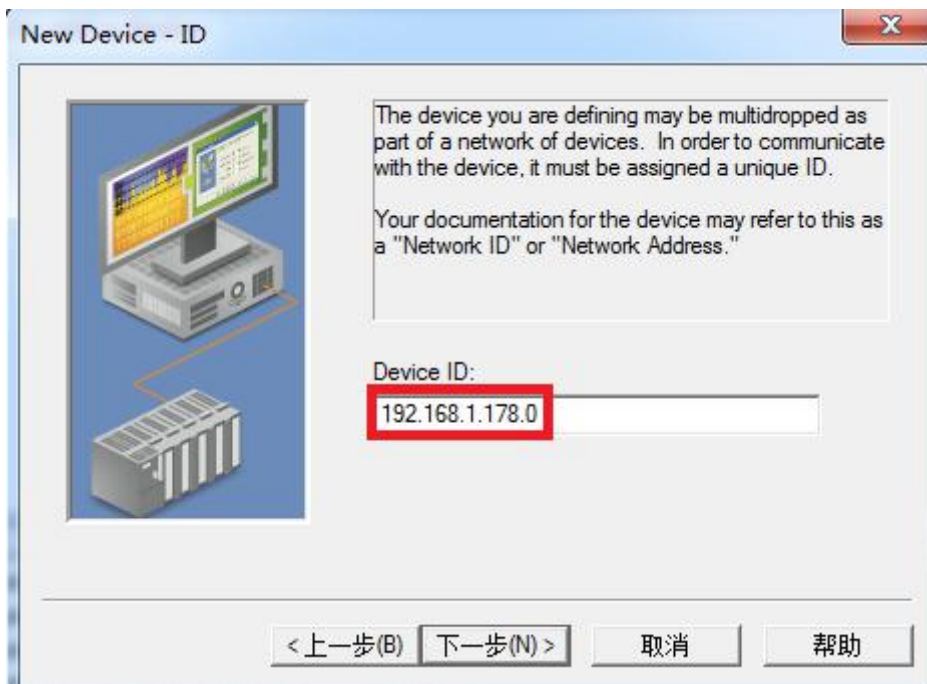 New Device - ID
The device you are defining may be multidropped as
part of a network of devices.  In order to communicate
with the device, it must be assigned a unique ID.
Your documentation for the device may refer to this as
a "Network ID" or "Network Address."
Device ID:
192.168.1.178.0
<上一步(B) 下一步(N)> 取消 帮助